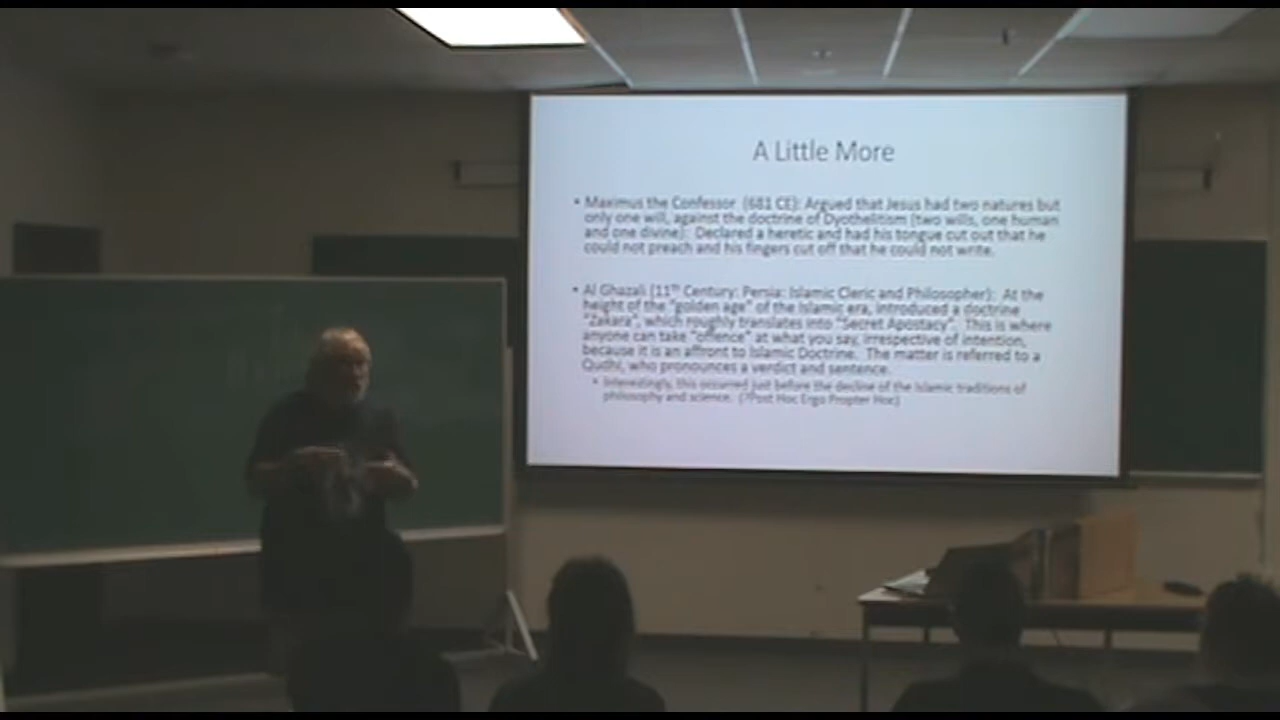 A Little More
• Maximus the Confessor (681 CE): Argued that Jesus had two natures but
only one will, against the doctrine of Dyothelitism (two wills, one human
and one divine): Declared a heretic and had his tongue cut out that he
could not preach and his fingers cut off that he could not write.
• Al Ghazali (11th Century: Persia: Islamic Cleric and Philosopher): At the
height of the "golden age" of the Islamic era, introduced a doctrine
"Zakara", which roughly translates into "Secret Apostacy". This is where
anyone can take "offence" at what you say, irrespective of intention,
because it is an affront to Islamic Doctrine. The matter is referred to a
Qudhi, who pronounces a verdict and sentence.
• Interestingly, this occurred just before the decline of the Islamic traditions of
philosophy and science. (?Post Hoc Ergo Propter Hoc)